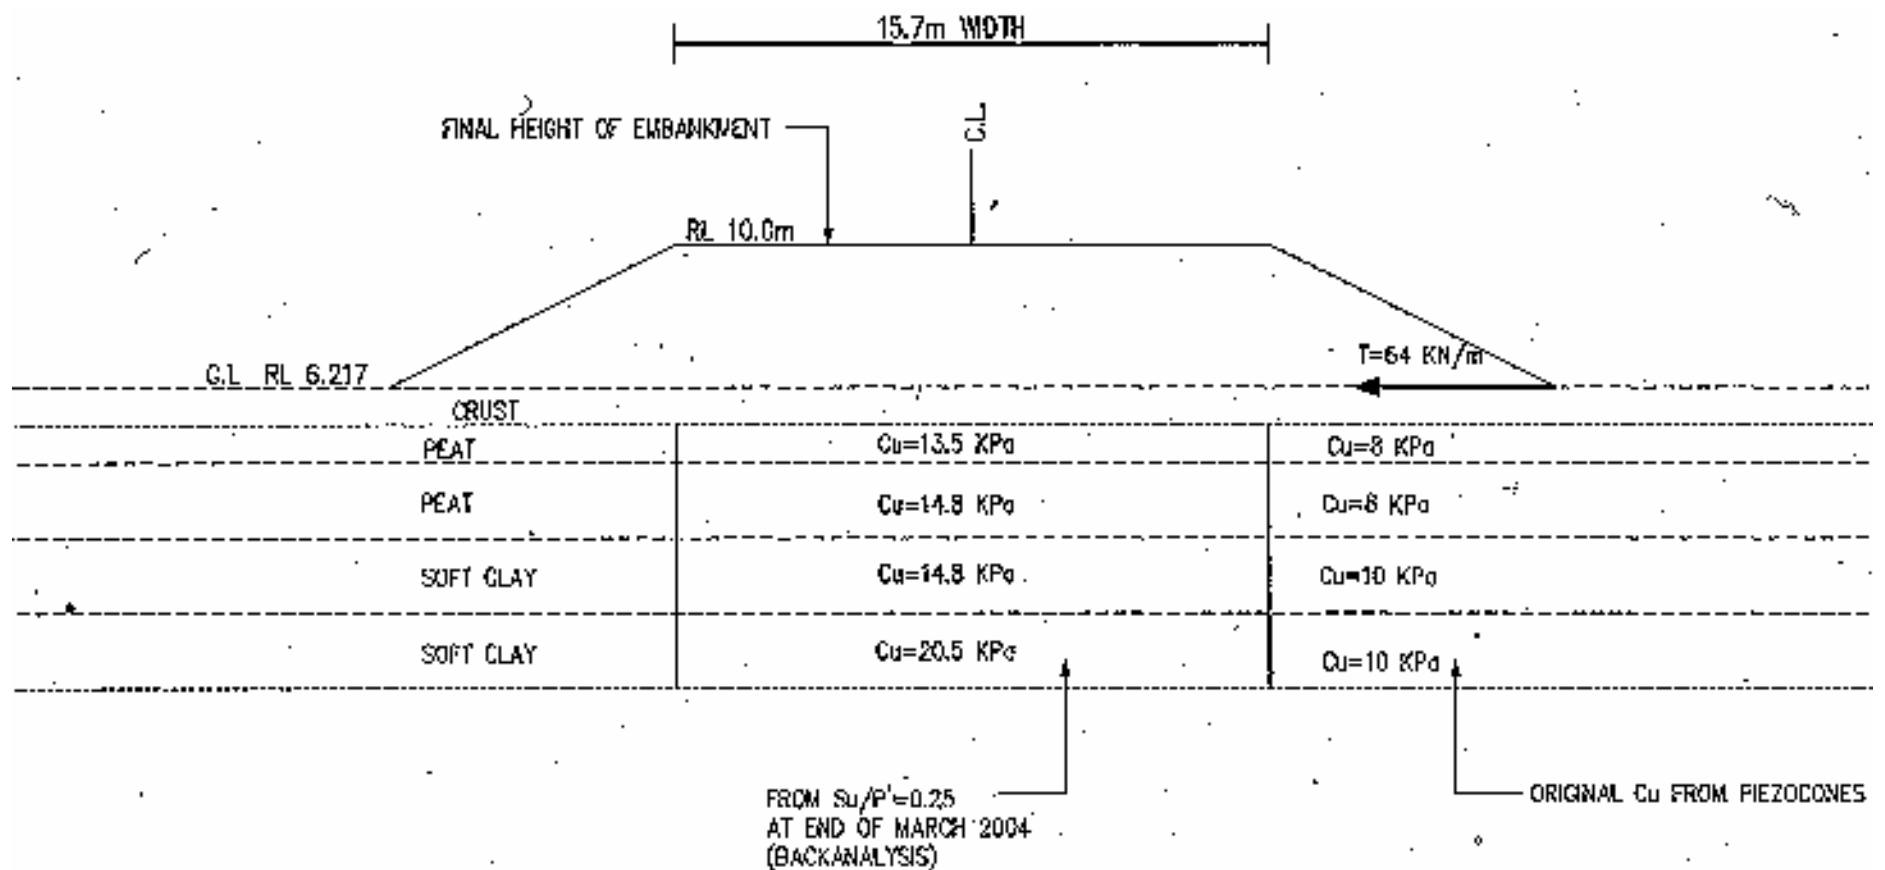 15.7m WIDTH
FINAL HEIGHT OF EMBANKMENT
C.L
RL 10.0m
T=64 KN/m
G.L RL 6.217
CRUST
PEAT Cu=13.5 KPa Cu=8 KPa
PEAT Cu=14.8 KPa Cu=8 KPa
SOFT CLAY Cu=14.8 KPa Cu=10 KPa
SOFT CLAY Cu=20.5 KPa Cu=10 KPa
FROM Su/P'=0.25
AT END OF MARCH 2004
(BACKANALYSIS)
ORIGINAL Cu FROM PIEZOCONES